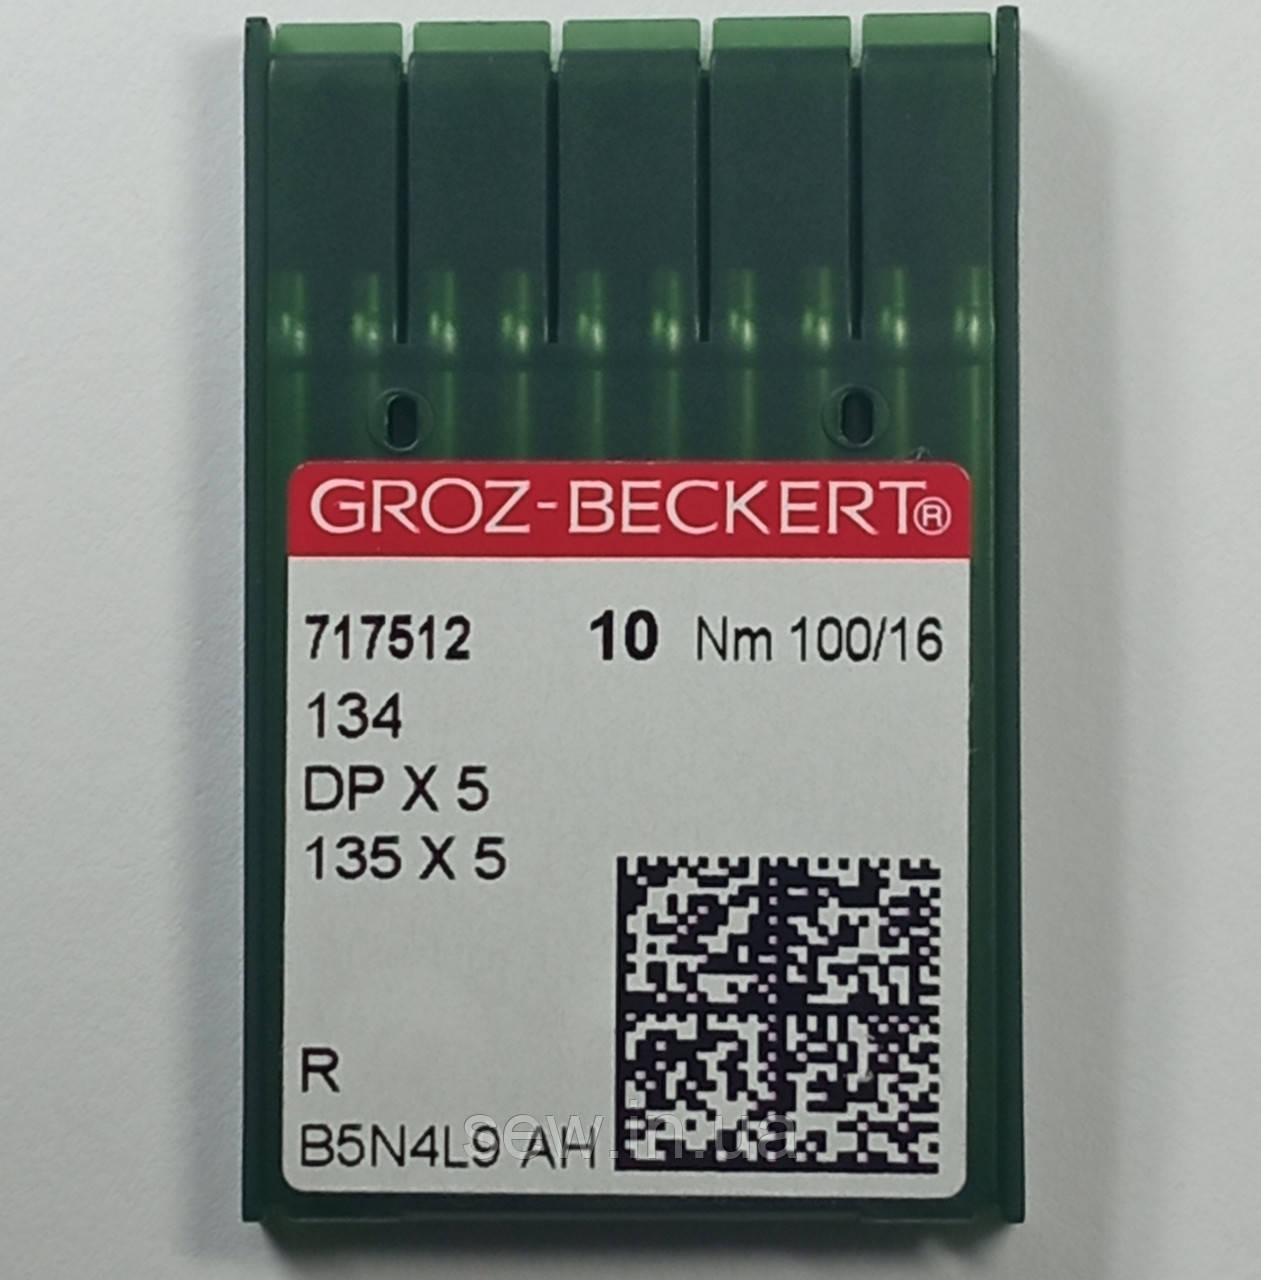 GROZ-BECKERT®
717512 10 Nm 100/16
134
DP X 5
135 X 5
R
B5N4L9 AH
sew.in.ua